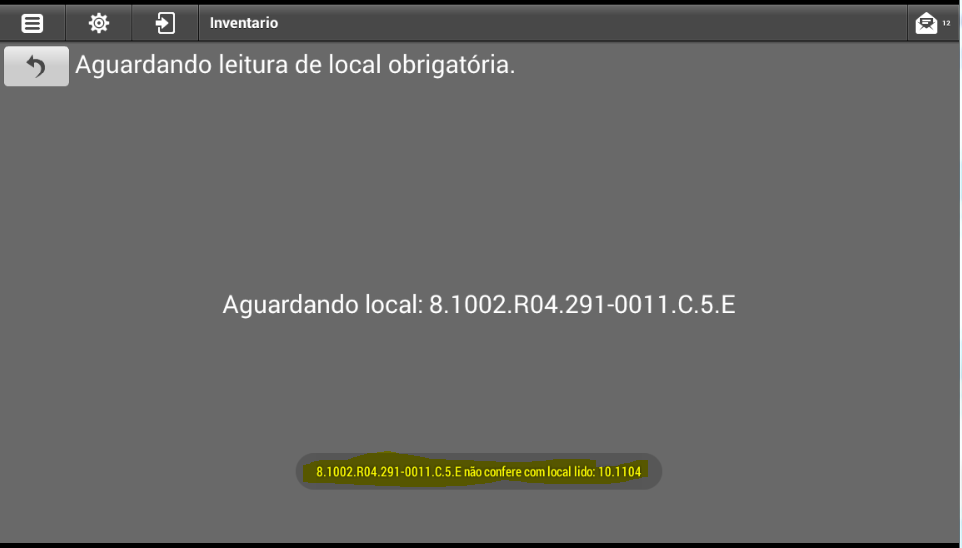 Inventario
12
Aguardando leitura de local obrigatória.
Aguardando local: 8.1002.R04.291-0011.C.5.E
8.1002.R04.291-0011.C.5.E não confere com local lido: 10.1104